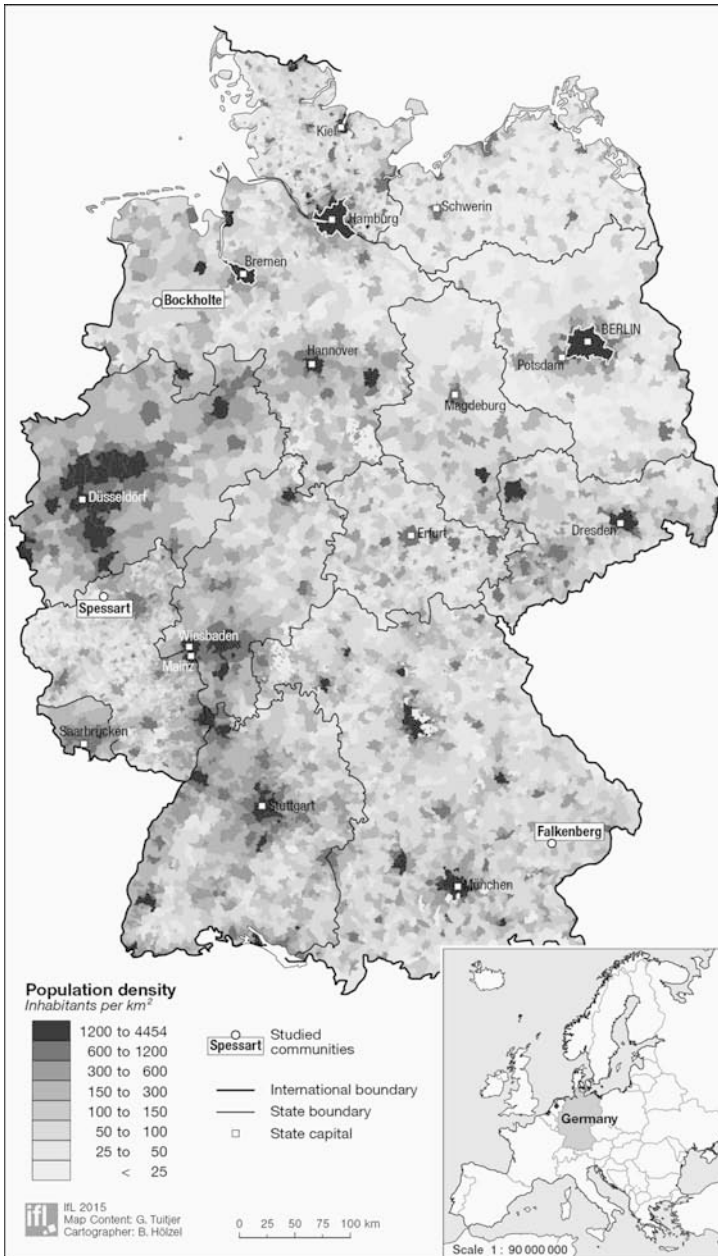 Kiel
Schwerin
Hamburg
Bremen
Bockholte
BERLIN
Hannover
Potsdam
Magdeburg
Düsseldorf
Dresden
Erfurt
Spessart
Wiesbaden
Mainz
Saarbrücken
Stuttgart
Falkenberg
München
Population density
Inhabitants per km²
1200 to 4454
600 to 1200
300 to 600
150 to 300
100 to 150
50 to 100
25 to 50
< 25
Spessart
Studied
communities
International boundary
State boundary
State capital
ifl
IfL 2015
Map Content: G. Tuitjer
Cartographer: B. Hölzel
0 25 50 75 100 km
Germany
Scale 1 : 90 000 000